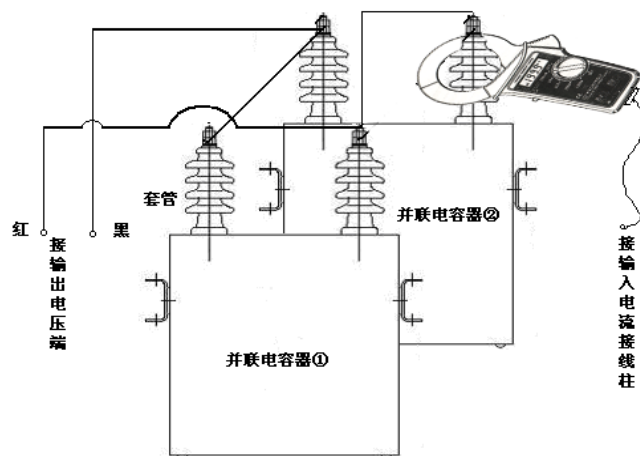 套管
并联电容器②
红
黑
接输出电压端
接输入电流接线柱
并联电容器①